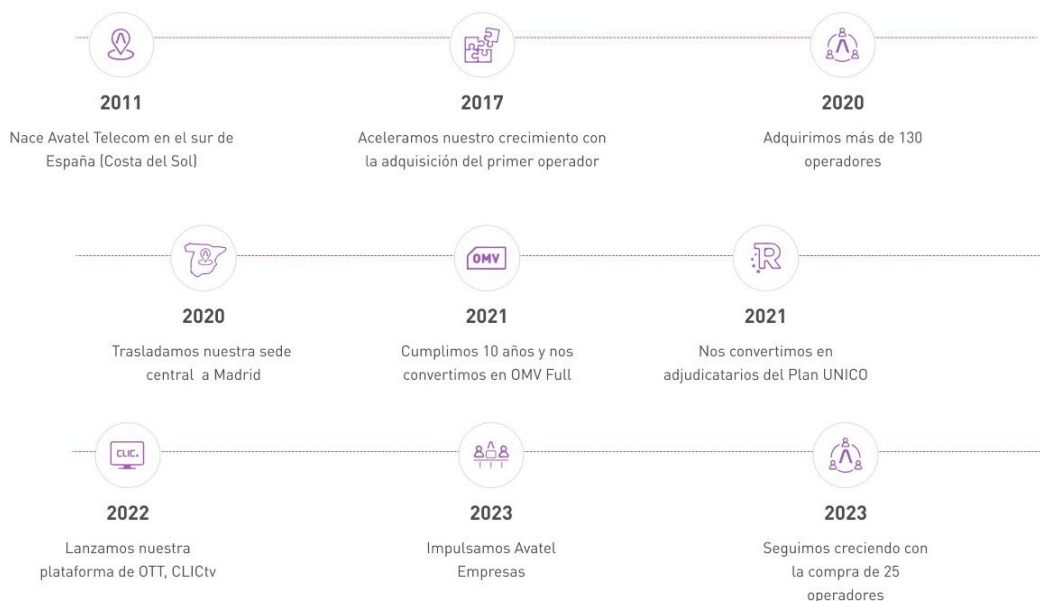 2011
Nace Avatel Telecom en el sur de
España (Costa del Sol)
2017
Aceleramos nuestro crecimiento con
la adquisición del primer operador
2020
Adquirimos más de 130
operadores
2020
Trasladamos nuestra sede
central a Madrid
OMV
2021
Cumplimos 10 años y nos
convertimos en OMV Full
R
2021
Nos convertimos en
adjudicatarios del Plan UNICO
CLIC.
2022
Lanzamos nuestra
plataforma de OTT, CLICtv
2023
Impulsamos Avatel
Empresas
2023
Seguimos creciendo con
la compra de 25
operadores